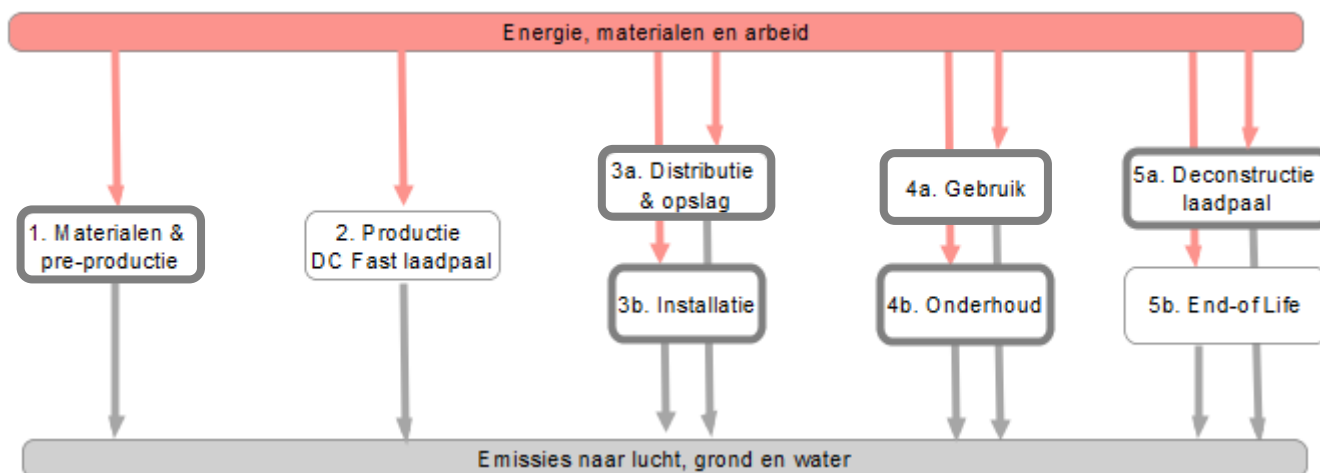 Energie, materialen en arbeid
1. Materialen &
pre-productie
2. Productie
DC Fast laadpaal
3a. Distributie
& opslag
3b. Installatie
4a. Gebruik
4b. Onderhoud
5a. Deconstructie
laadpaal
5b. End-of Life
Emissies naar lucht, grond en water